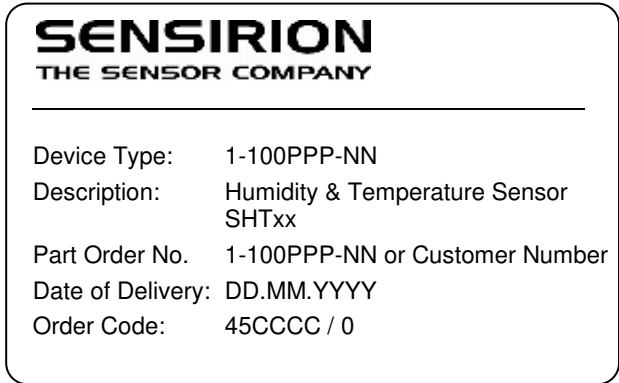 SENSIRION
THE SENSOR COMPANY
Device Type: 1-100PPP-NN
Description: Humidity & Temperature Sensor
SHTxx
Part Order No. 1-100PPP-NN or Customer Number
Date of Delivery: DD.MM.YYYY
Order Code: 45CCCC / 0